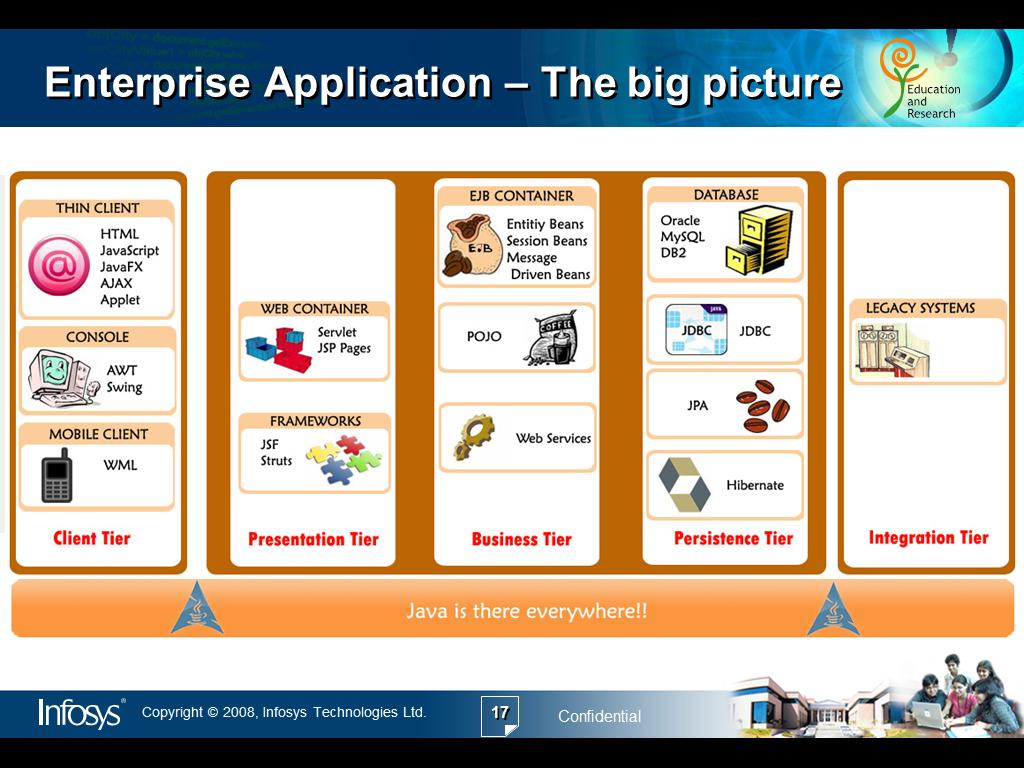 Enterprise Application – The big picture
Education
and
Research
THIN CLIENT
HTML
JavaScript
JavaFX
AJAX
Applet
CONSOLE
AWT
Swing
MOBILE CLIENT
WML
Client Tier
WEB CONTAINER
Servlet
JSP Pages
FRAMEWORKS
JSF
Struts
Presentation Tier
EJB CONTAINER
EJB
Entitiy Beans
Session Beans
Message
Driven Beans
POJO
COFFEE
Web Services
Business Tier
DATABASE
Oracle
MySQL
DB2
Java
JDBC
JDBC
JPA
Hibernate
Persistence Tier
LEGACY SYSTEMS
Integration Tier
Java is there everywhere!!
Infosys®
Copyright © 2008, Infosys Technologies Ltd.
17
Confidential